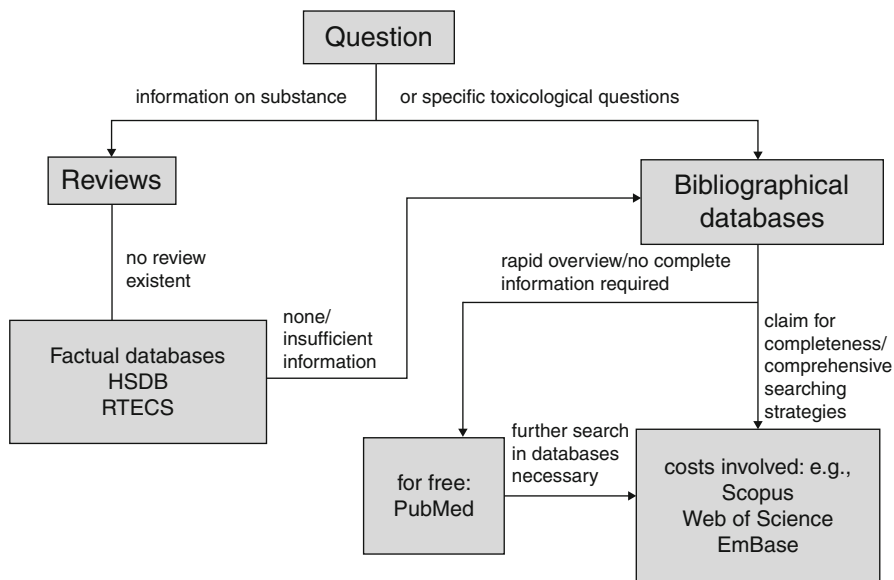 Question
information on substance
or specific toxicological questions
Reviews
Bibliographical
databases
no review
existent
rapid overview/no complete
information required
none/
insufficient
information
claim for
completeness/
comprehensive
searching
strategies
Factual databases
HSDB
RTECS
further search
in databases
necessary
for free:
PubMed
costs involved: e.g.,
Scopus
Web of Science
EmBase